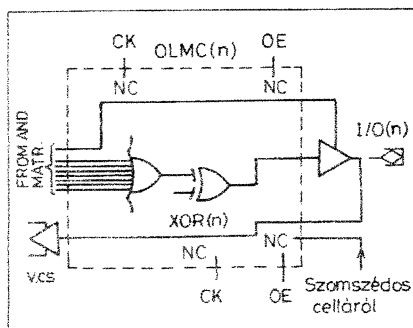 CK OLMC(n) OE
NC NC
I/O(n)
FROM AND
MATR.
XOR(n)
NC NC
V.CS
CK OE
Szomszédos
celláról